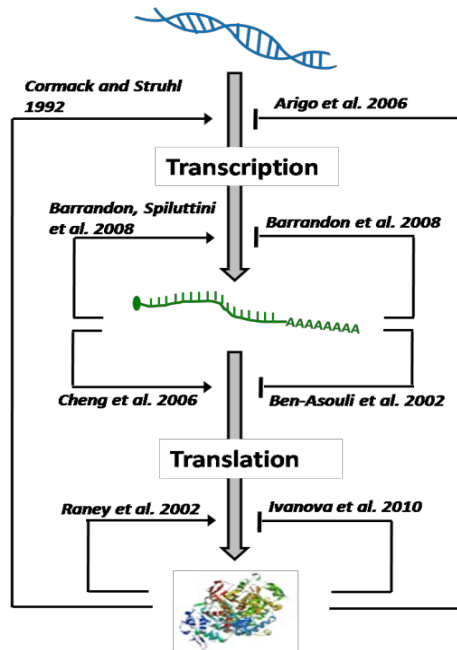 Cormack and Struhl
1992
Arigo et al. 2006
Transcription
Barrandon, Spiluttini
et al. 2008
Barrandon et al. 2008
AAAAAAAA
Cheng et al. 2006
Ben-Asouli et al. 2002
Translation
Raney et al. 2002
Ivanova et al. 2010